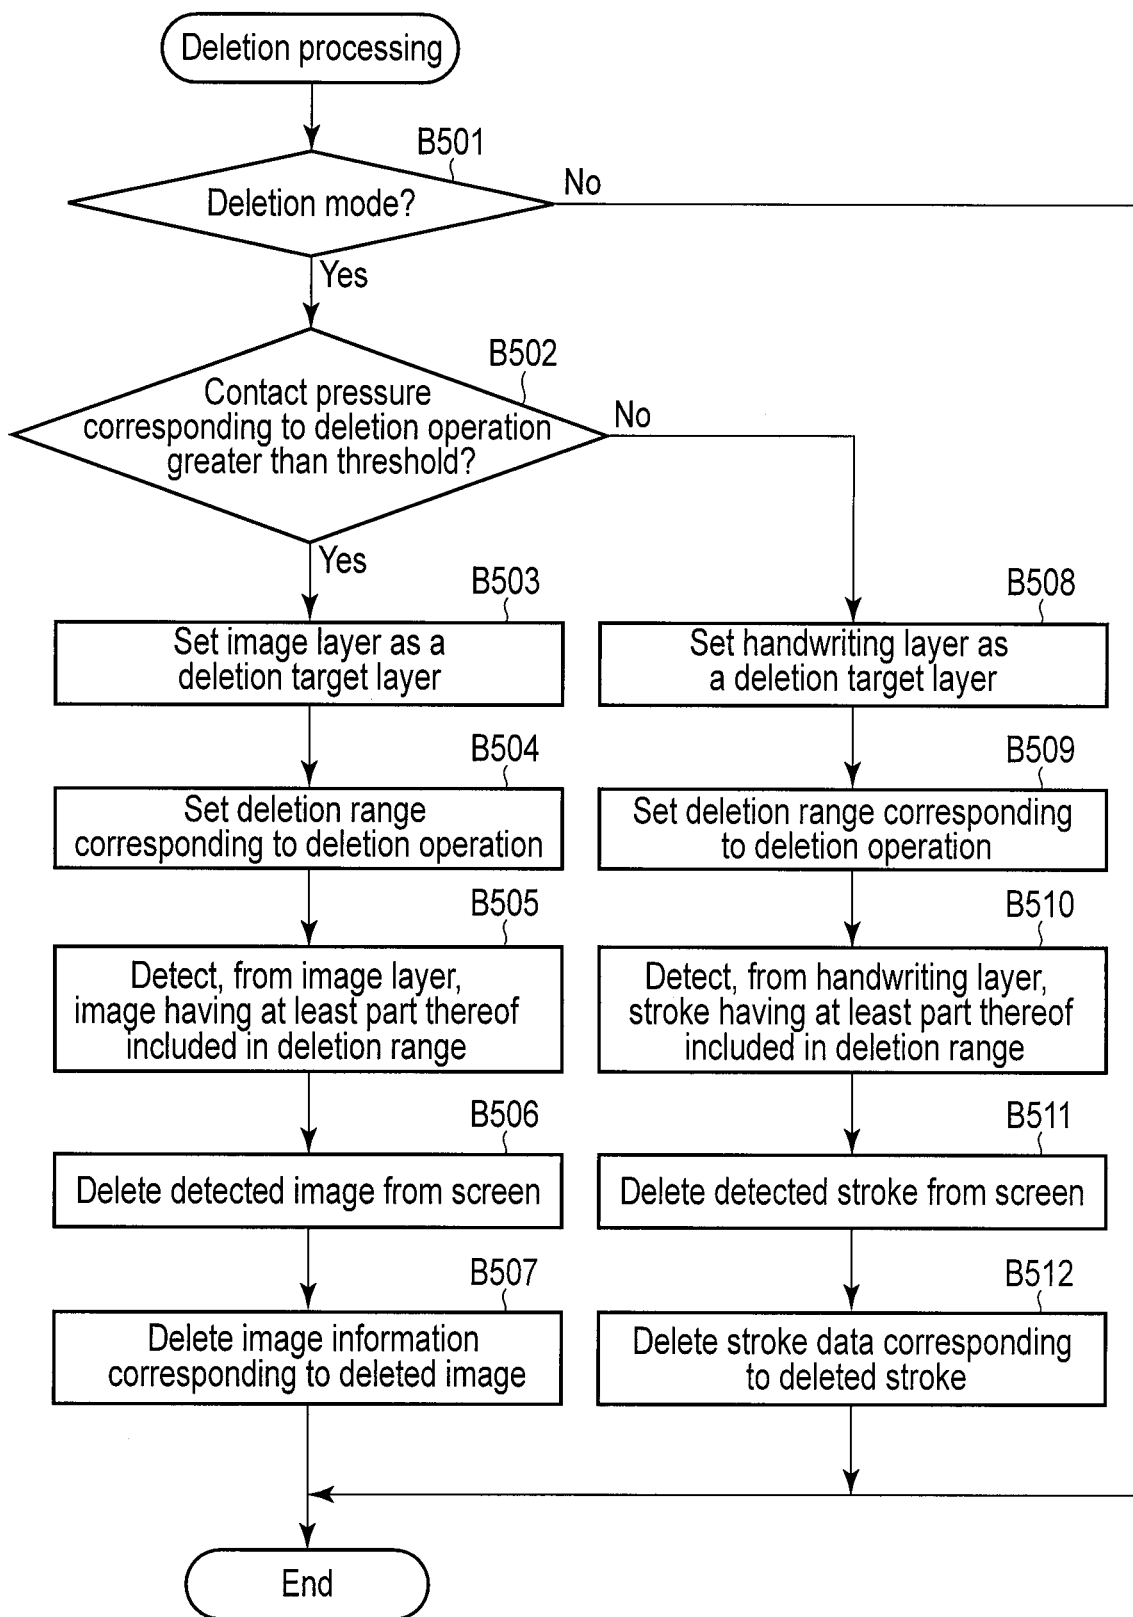 Deletion processing
B501
Deletion mode?
No
Yes
B502
Contact pressure
corresponding to deletion operation
greater than threshold?
No
Yes
B503
Set image layer as a
deletion target layer
B508
Set handwriting layer as
a deletion target layer
B504
Set deletion range
corresponding to deletion operation
B509
Set deletion range corresponding
to deletion operation
B505
Detect, from image layer,
image having at least part thereof
included in deletion range
B510
Detect, from handwriting layer,
stroke having at least part thereof
included in deletion range
B506
Delete detected image from screen
B511
Delete detected stroke from screen
B507
Delete image information
corresponding to deleted image
B512
Delete stroke data corresponding
to deleted stroke
End